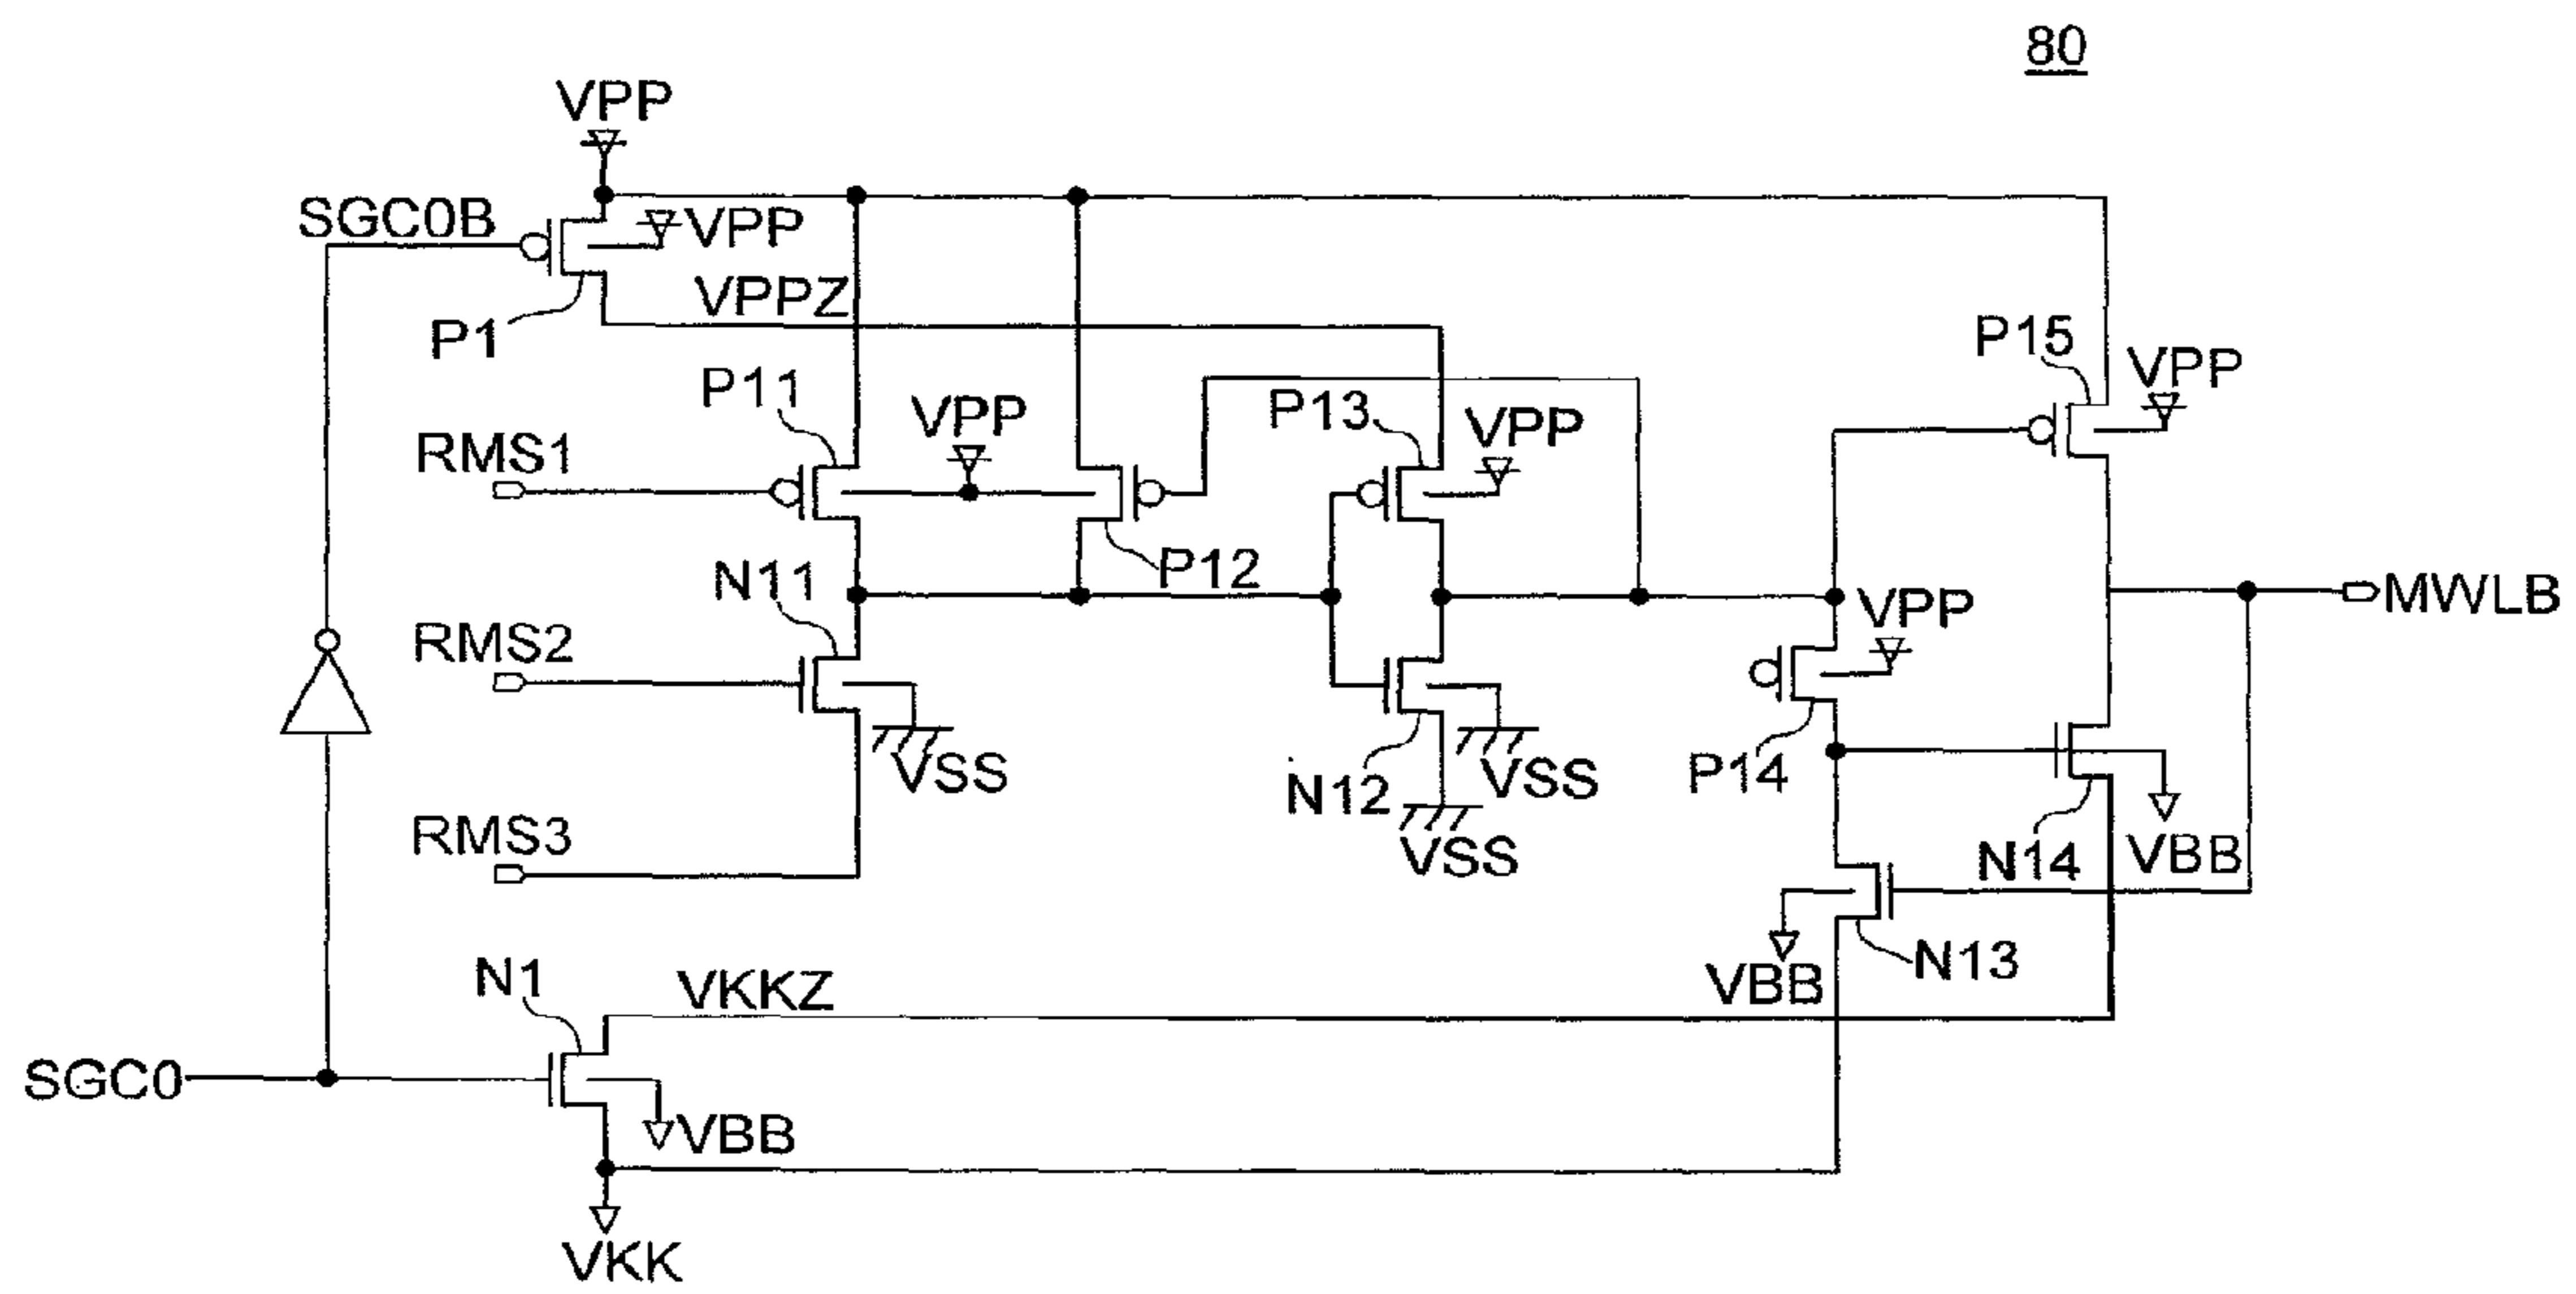 80
VPP
SGC0B
VPP
VPPZ
P1
P15
VPP
P11
VPP
P13
VPP
RMS1
P12
N11
VPP
MWLB
RMS2
VSS
N12
VSS
P14
RMS3
VSS
N14
VBB
N1
VKKZ
VBB
N13
SGC0
VBB
VKK